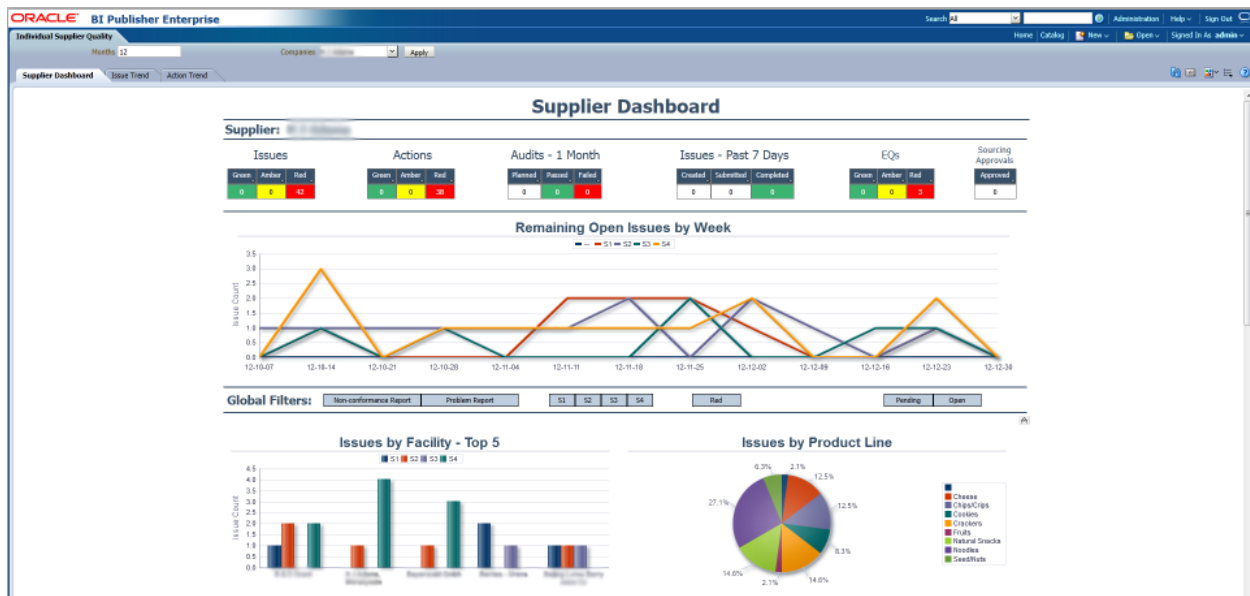 ORACLE BI Publisher Enterprise
Search All Administration Help Sign Out
Individual Supplier Quality
Home Catalog New Open Signed In As admin
Months 12 Companies Apply
Supplier Dashboard Issue Trend Action Trend
Supplier Dashboard
Supplier:
Issues Actions Audits - 1 Month Issues - Past 7 Days EQs Sourcing Approvals
Green Amber Red Green Amber Red Planned Passed Failed Created Submitted Completed Green Amber Red Approved
0 0 42 0 0 38 0 0 0 0 0 0 0 0 3 0
Remaining Open Issues by Week
-- S1 S2 S3 S4
Issue Count
3.5
3.0
2.5
2.0
1.5
1.0
0.5
0.0
12-10-07 12-10-14 12-10-21 12-10-28 12-11-04 12-11-11 12-11-18 12-11-25 12-12-02 12-12-09 12-12-16 12-12-23 12-12-30
Global Filters: Non-conformance Report Problem Report S1 S2 S3 S4 Red Pending Open
Issues by Facility - Top 5
S1 S2 S3 S4
Issue Count
4.5
4.0
3.5
3.0
2.5
2.0
1.5
1.0
0.5
0.0
Issues by Product Line
6.3% 2.1%
12.5%
27.1%
12.5%
8.3%
14.6%
14.6%
2.1%
Cheese
Chips/Crips
Cookies
Crackers
Fruits
Natural Snacks
Noodles
Seed/Nuts